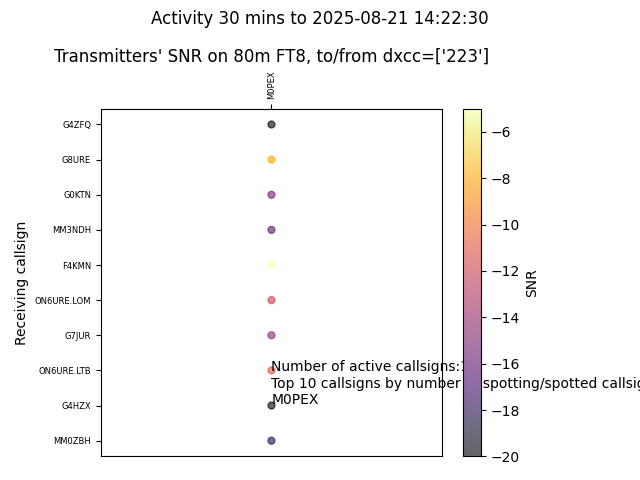 Activity 30 mins to 2025-08-21 14:22:30
Transmitters' SNR on 80m FT8, to/from dxcc=['223']
M0PEX
G4ZFQ
G8URE
G0KTN
MM3NDH
F4KMN
ON6URE.LOM
G7JUR
ON6URE.LTB
G4HZX
MM0ZBH
Receiving callsign
Number of active callsigns:
Top 10 callsigns by number spotting/spotted
M0PEX
−6
−8
−10
−12
−14
−16
−18
−20
SNR